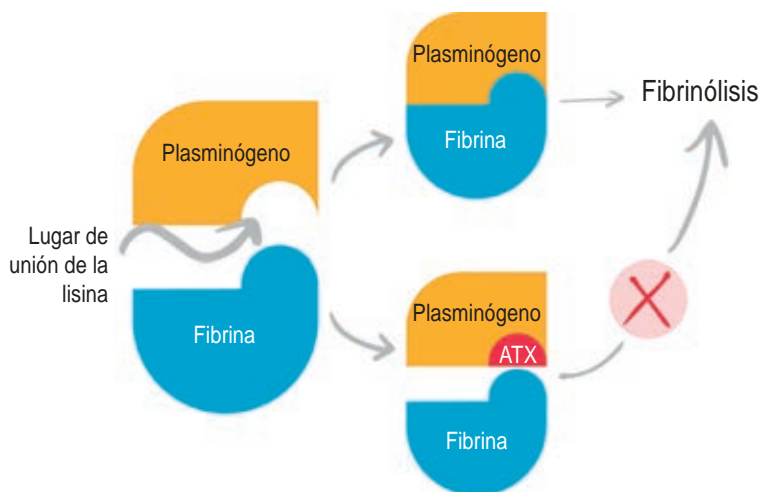 Plasminógeno
Lugar de
unión de la
lisina
Fibrina
Plasminógeno
Fibrina
Fibrinólisis
Plasminógeno
ATX
Fibrina